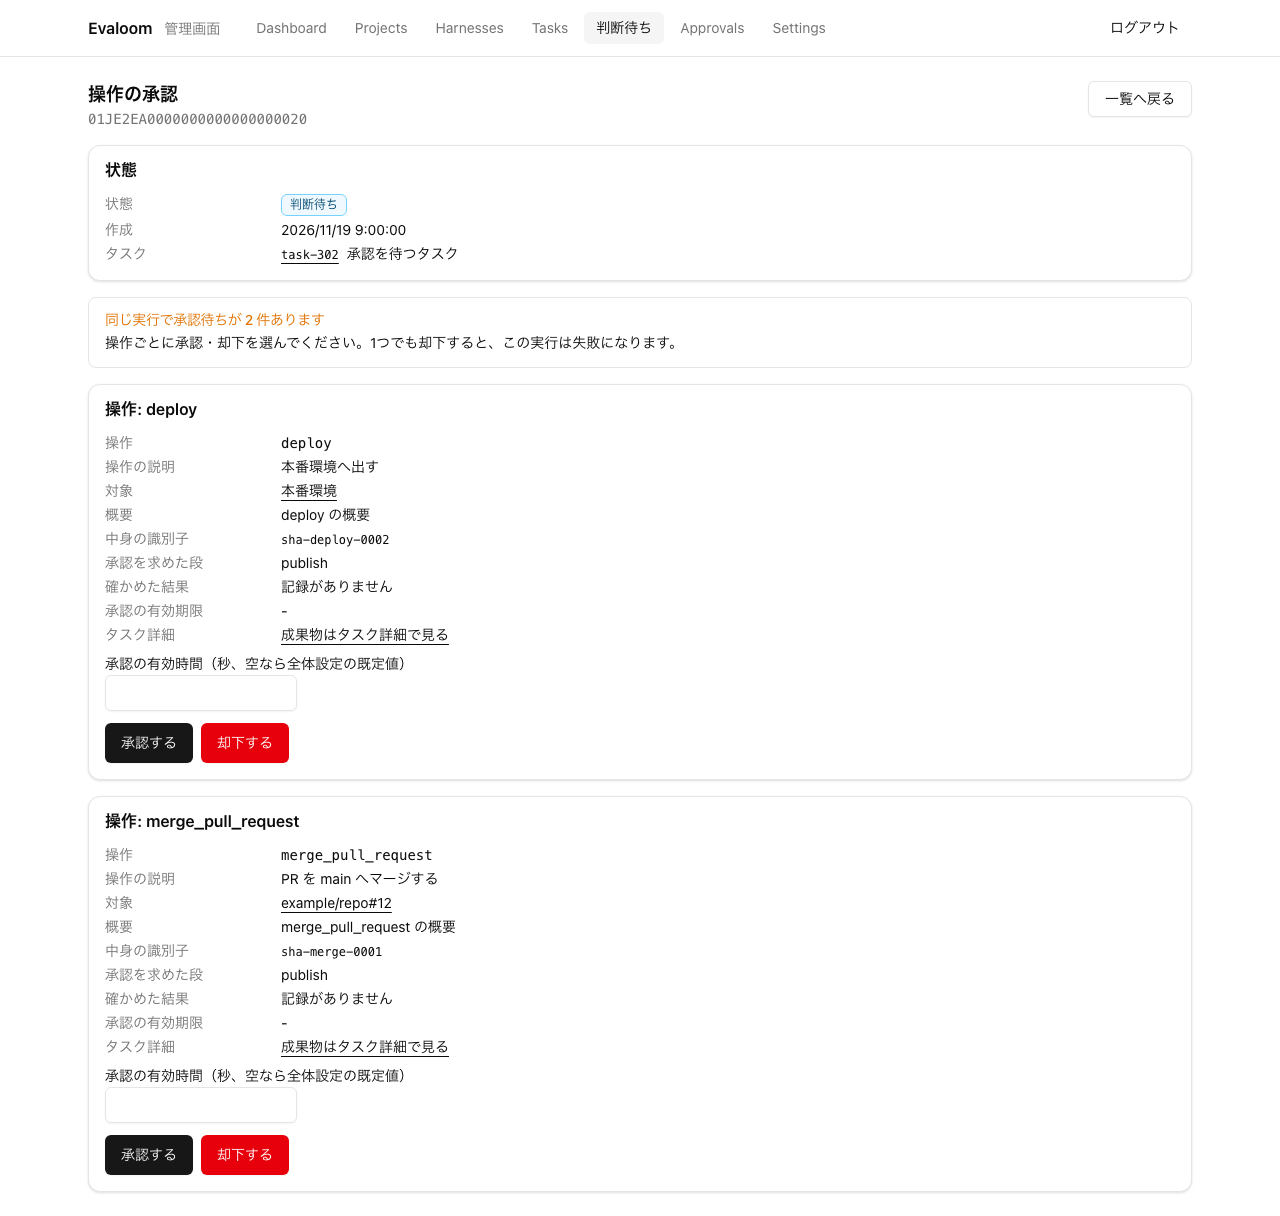 Evaloom 管理画面 Dashboard Projects Harnesses Tasks 判断待ち Approvals Settings ログアウト
操作の承認
一覧へ戻る
01JE2EA0000000000000000020
状態
状態 判断待ち
作成 2026/11/19 9:00:00
タスク task-302 承認を待つタスク
同じ実行で承認待ちが 2 件あります
操作ごとに承認・却下を選んでください。1つでも却下すると、この実行は失敗になります。
操作: deploy
操作 deploy
操作の説明 本番環境へ出す
対象 本番環境
概要 deploy の概要
中身の識別子 sha-deploy-0002
承認を求めた段 publish
確かめた結果 記録がありません
承認の有効期限 -
タスク詳細 成果物はタスク詳細で見る
承認の有効時間（秒、空なら全体設定の既定値）
承認する 却下する
操作: merge_pull_request
操作 merge_pull_request
操作の説明 PR を main へマージする
対象 example/repo#12
概要 merge_pull_request の概要
中身の識別子 sha-merge-0001
承認を求めた段 publish
確かめた結果 記録がありません
承認の有効期限 -
タスク詳細 成果物はタスク詳細で見る
承認の有効時間（秒、空なら全体設定の既定値）
承認する 却下する